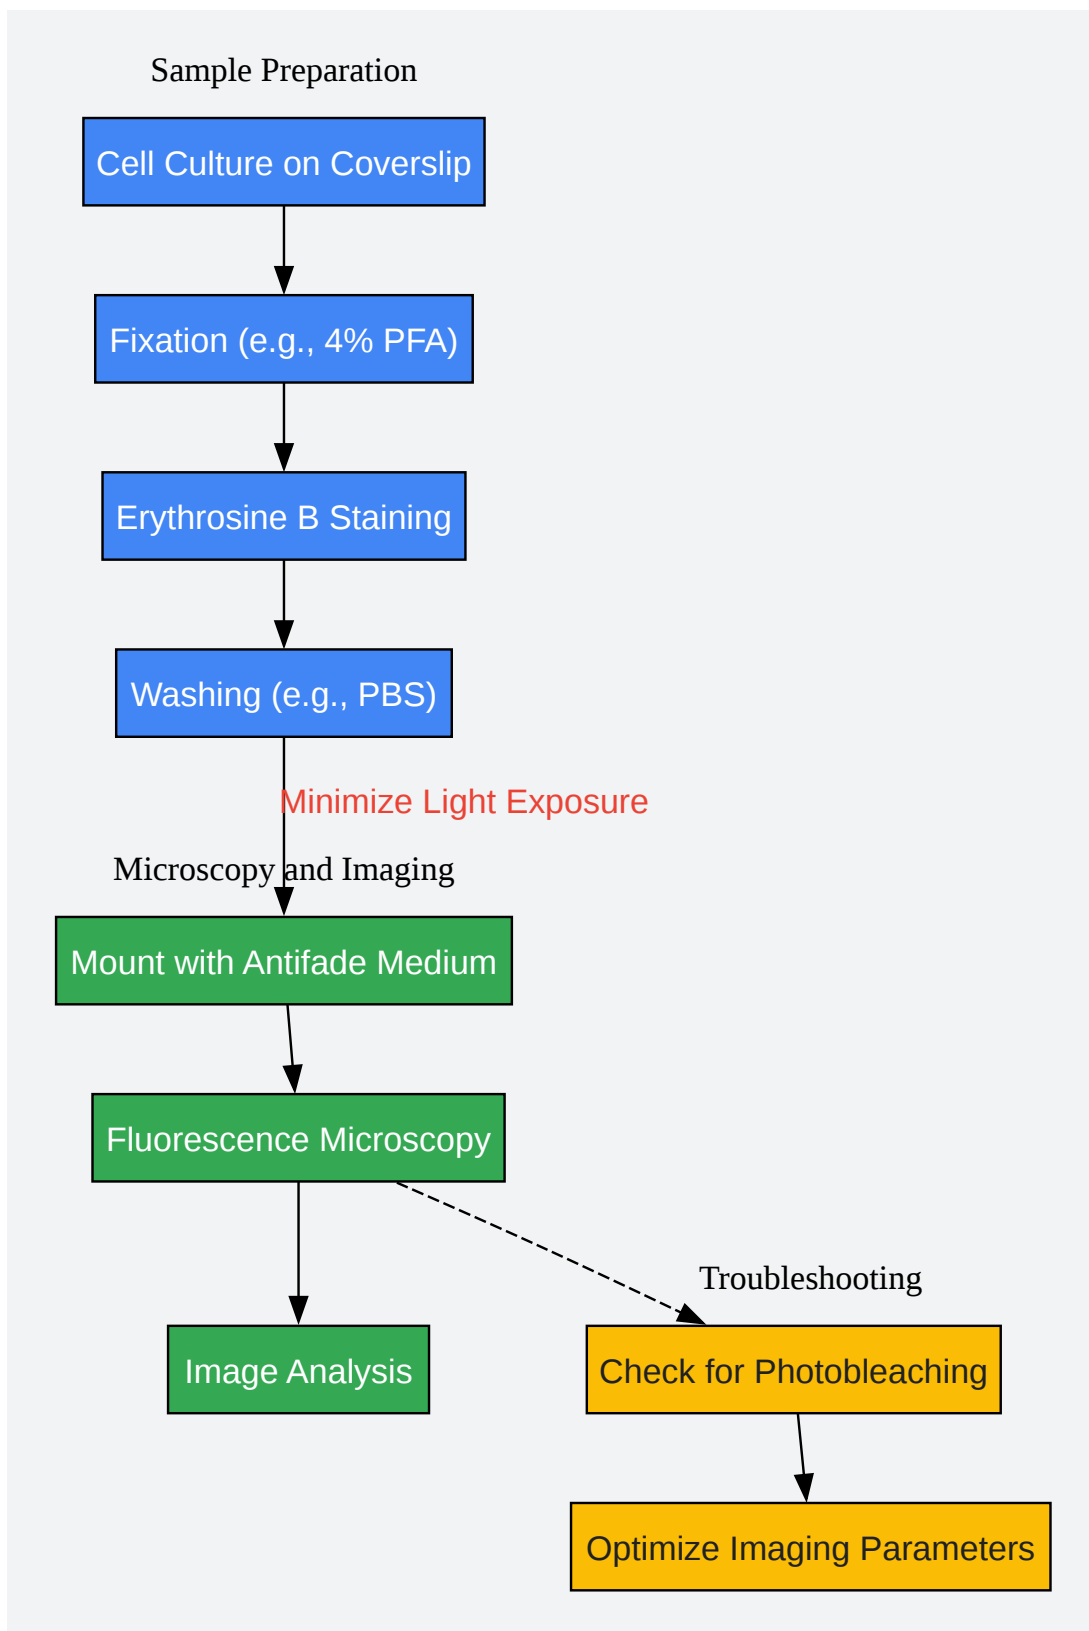 Sample Preparation
Cell Culture on Coverslip
Fixation (e.g., 4% PFA)
Erythrosine B Staining
Washing (e.g., PBS)
Minimize Light Exposure
Microscopy and Imaging
Mount with Antifade Medium
Fluorescence Microscopy
Troubleshooting
Image Analysis
Check for Photobleaching
Optimize Imaging Parameters